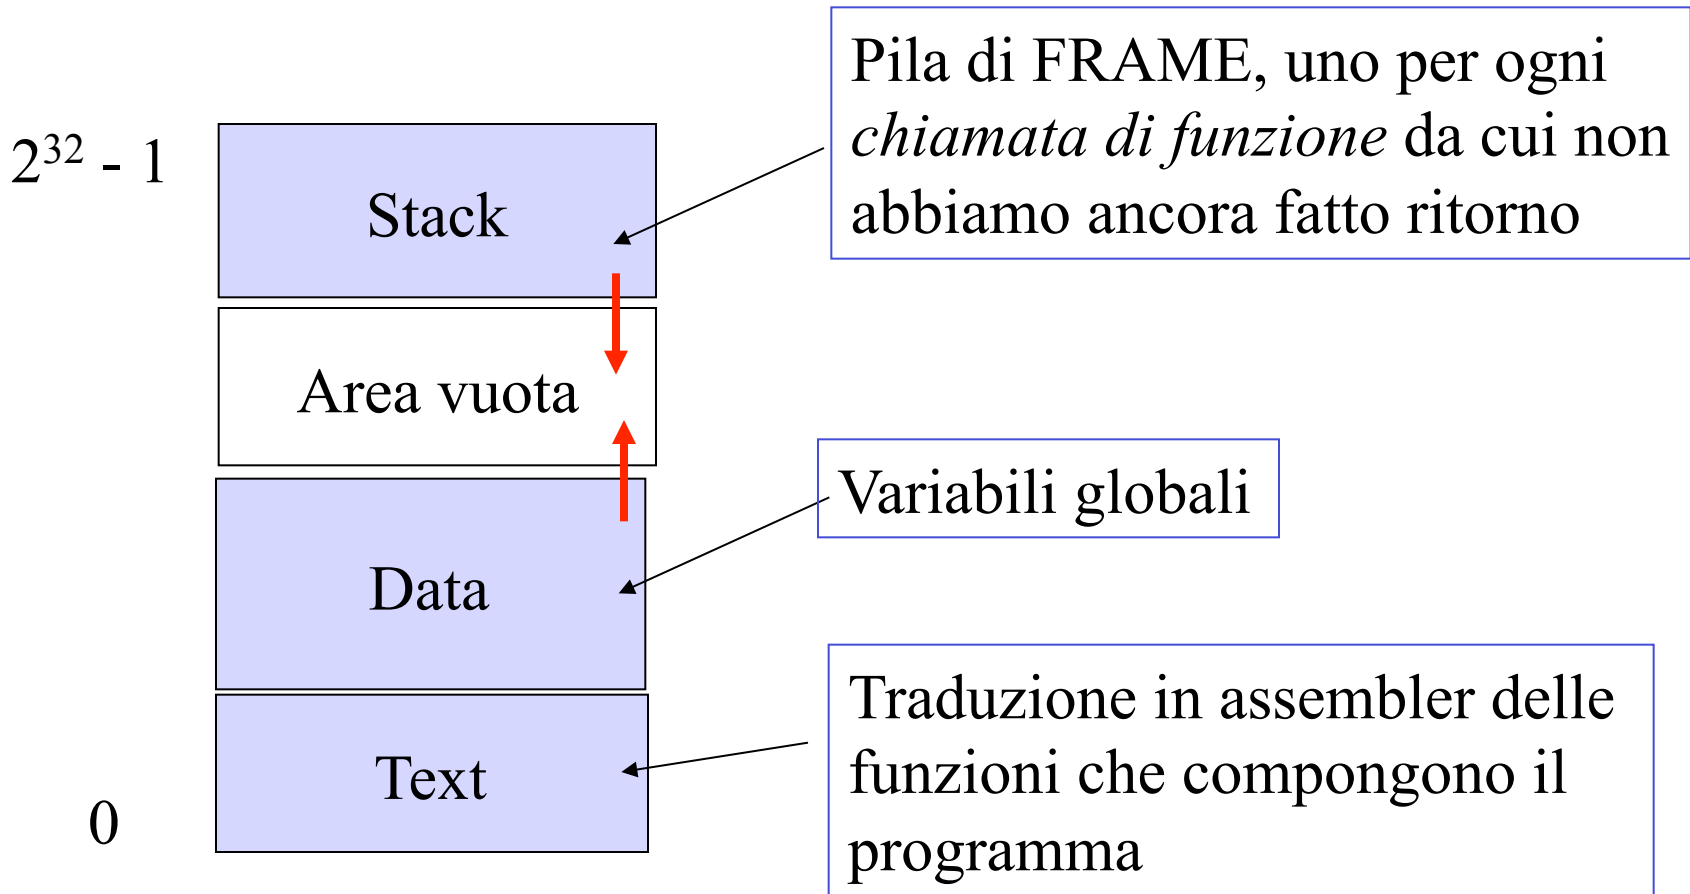 Pila di FRAME, uno per ogni
chiamata di funzione da cui non
abbiamo ancora fatto ritorno
2³² - 1
Stack
Area vuota
Variabili globali
Data
Traduzione in assembler delle
funzioni che compongono il
programma
Text
0